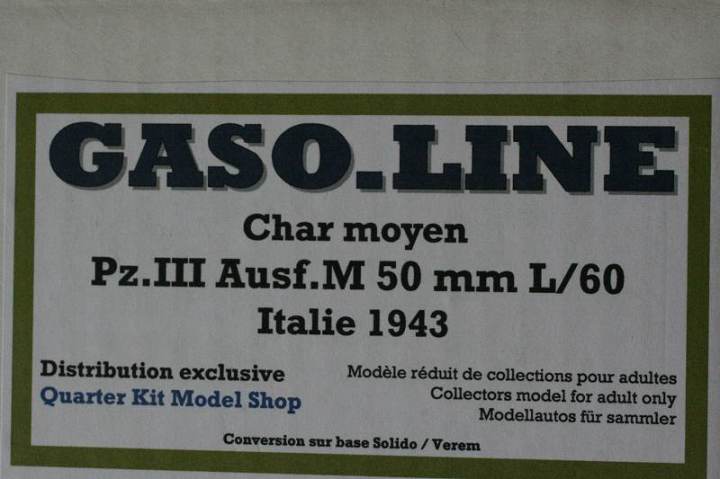 GASO.LINE
Char moyen
Pz.III Ausf.M 50 mm L/60
Italie 1943
Distribution exclusive
Quarter Kit Model Shop
Modèle réduit de collections pour adultes
Collectors model for adult only
Modellautos für sammler
Conversion sur base Solido / Verem